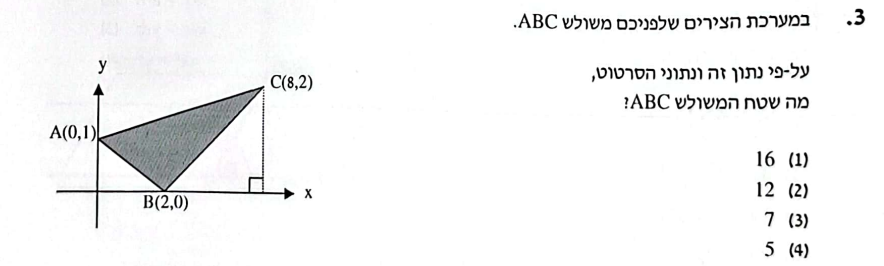 3. במערכת הצירים שלפניכם משולש ABC.
על-פי נתון זה ונתוני הסרטוט,
מה שטח המשולש ABC?
(1) 16
(2) 12
(3) 7
(4) 5
y
C(8,2)
A(0,1)
x
B(2,0)